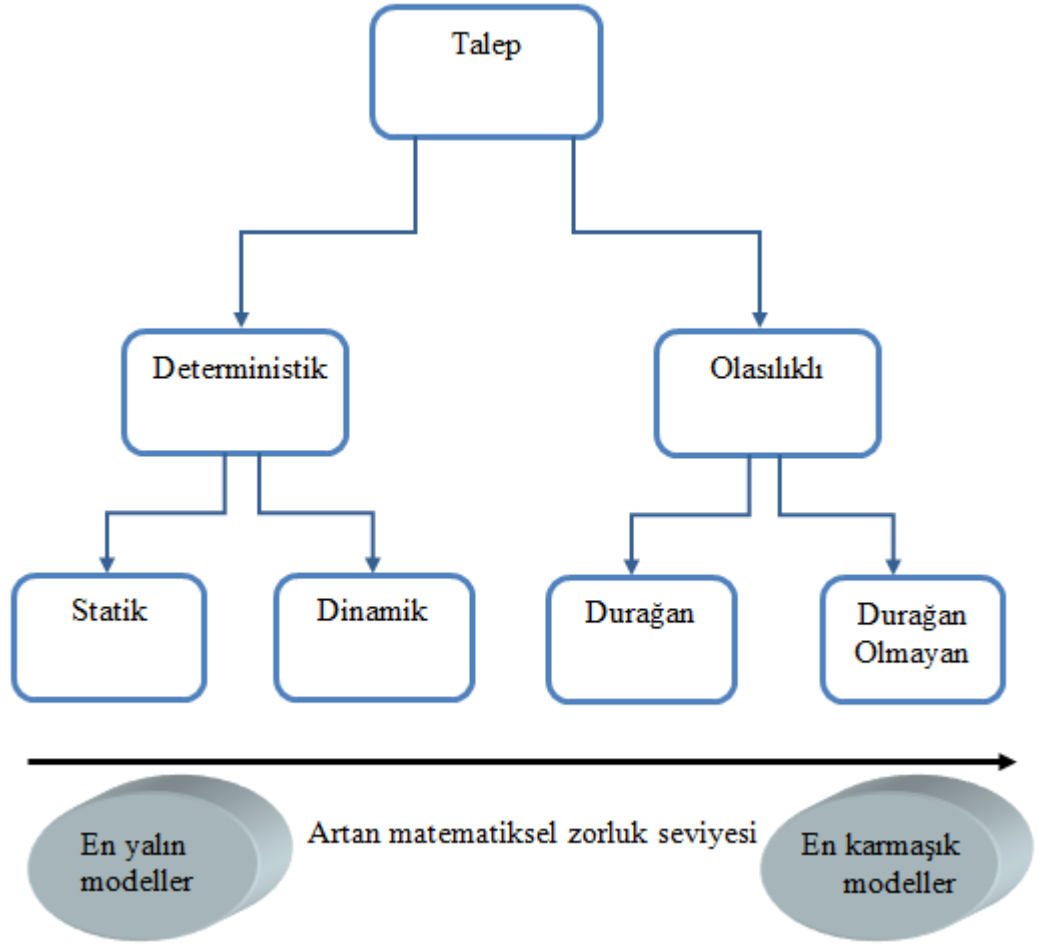 Talep
Deterministik
Olasılıklı
Statik
Dinamik
Durağan
Durağan
Olmayan
Artan matematiksel zorluk seviyesi
En yalın
modeller
En karmaşık
modeller